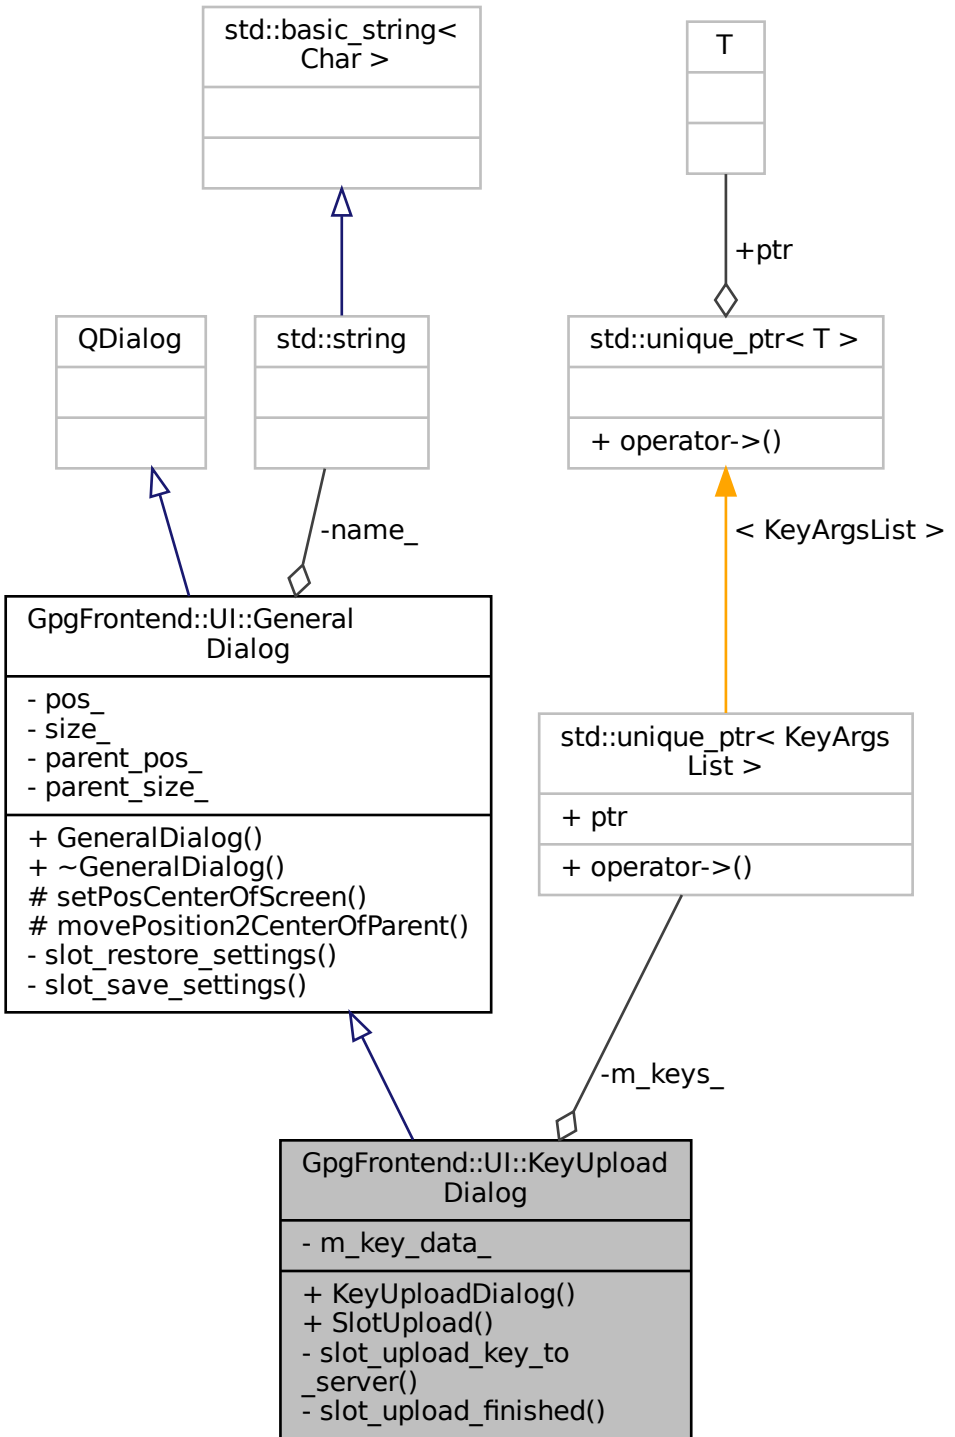 std::basic_string<
Char >
T
+ptr
QDialog
std::string
std::unique_ptr< T >
+ operator->()
-name_
< KeyArgsList >
GpgFrontend::UI::General
Dialog
- pos_
- size_
- parent_pos_
- parent_size_
+ GeneralDialog()
+ ~GeneralDialog()
# setPosCenterOfScreen()
# movePosition2CenterOfParent()
- slot_restore_settings()
- slot_save_settings()
std::unique_ptr< KeyArgs
List >
+ ptr
+ operator->()
-m_keys_
GpgFrontend::UI::KeyUpload
Dialog
- m_key_data_
+ KeyUploadDialog()
+ SlotUpload()
- slot_upload_key_to
_server()
- slot_upload_finished()